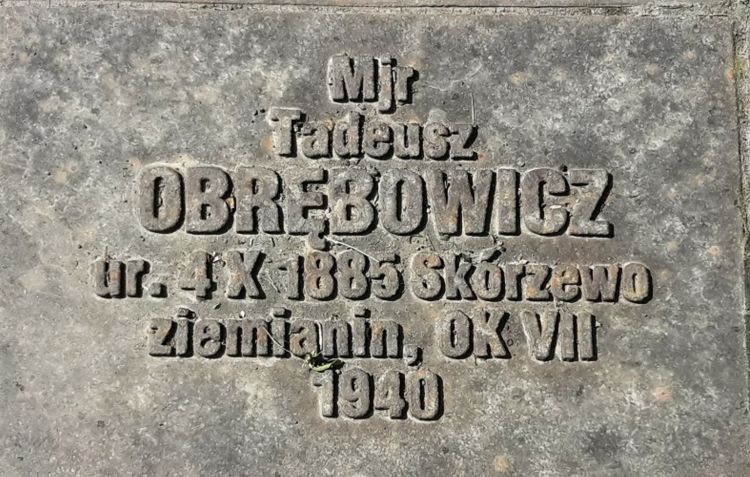 Mjr
Tadeusz
OBRĘBOWICZ
ur. 4 X 1885 Skórzewo
ziemianin, OK VII
1940